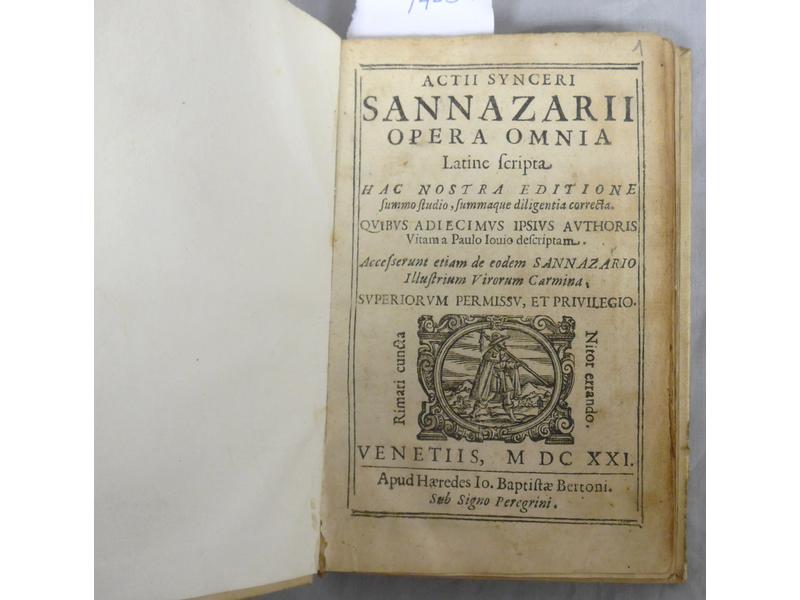 1
ACTII SYNCERI
SANNAZARII
OPERA OMNIA
Latine ſcripta
HAC NOSTRA EDITIONE
ſummo ſtudio, ſummaque diligentia correcta.
QVIBVS ADIECIMVS IPSIVS AVTHORIS
Vitam a Paulo Iouio deſcriptam.
Acceſſerunt etiam de eodem SANNAZARIO
Illuſtrium Virorum Carmina,
SVPERIORVM PERMISSV, ET PRIVILEGIO.
Rimari cuncta
Nitor errando.
VENETIIS, M DC XXI.
Apud Hæredes Io. Baptiſtæ Bertoni.
Sub Signo Peregrini.